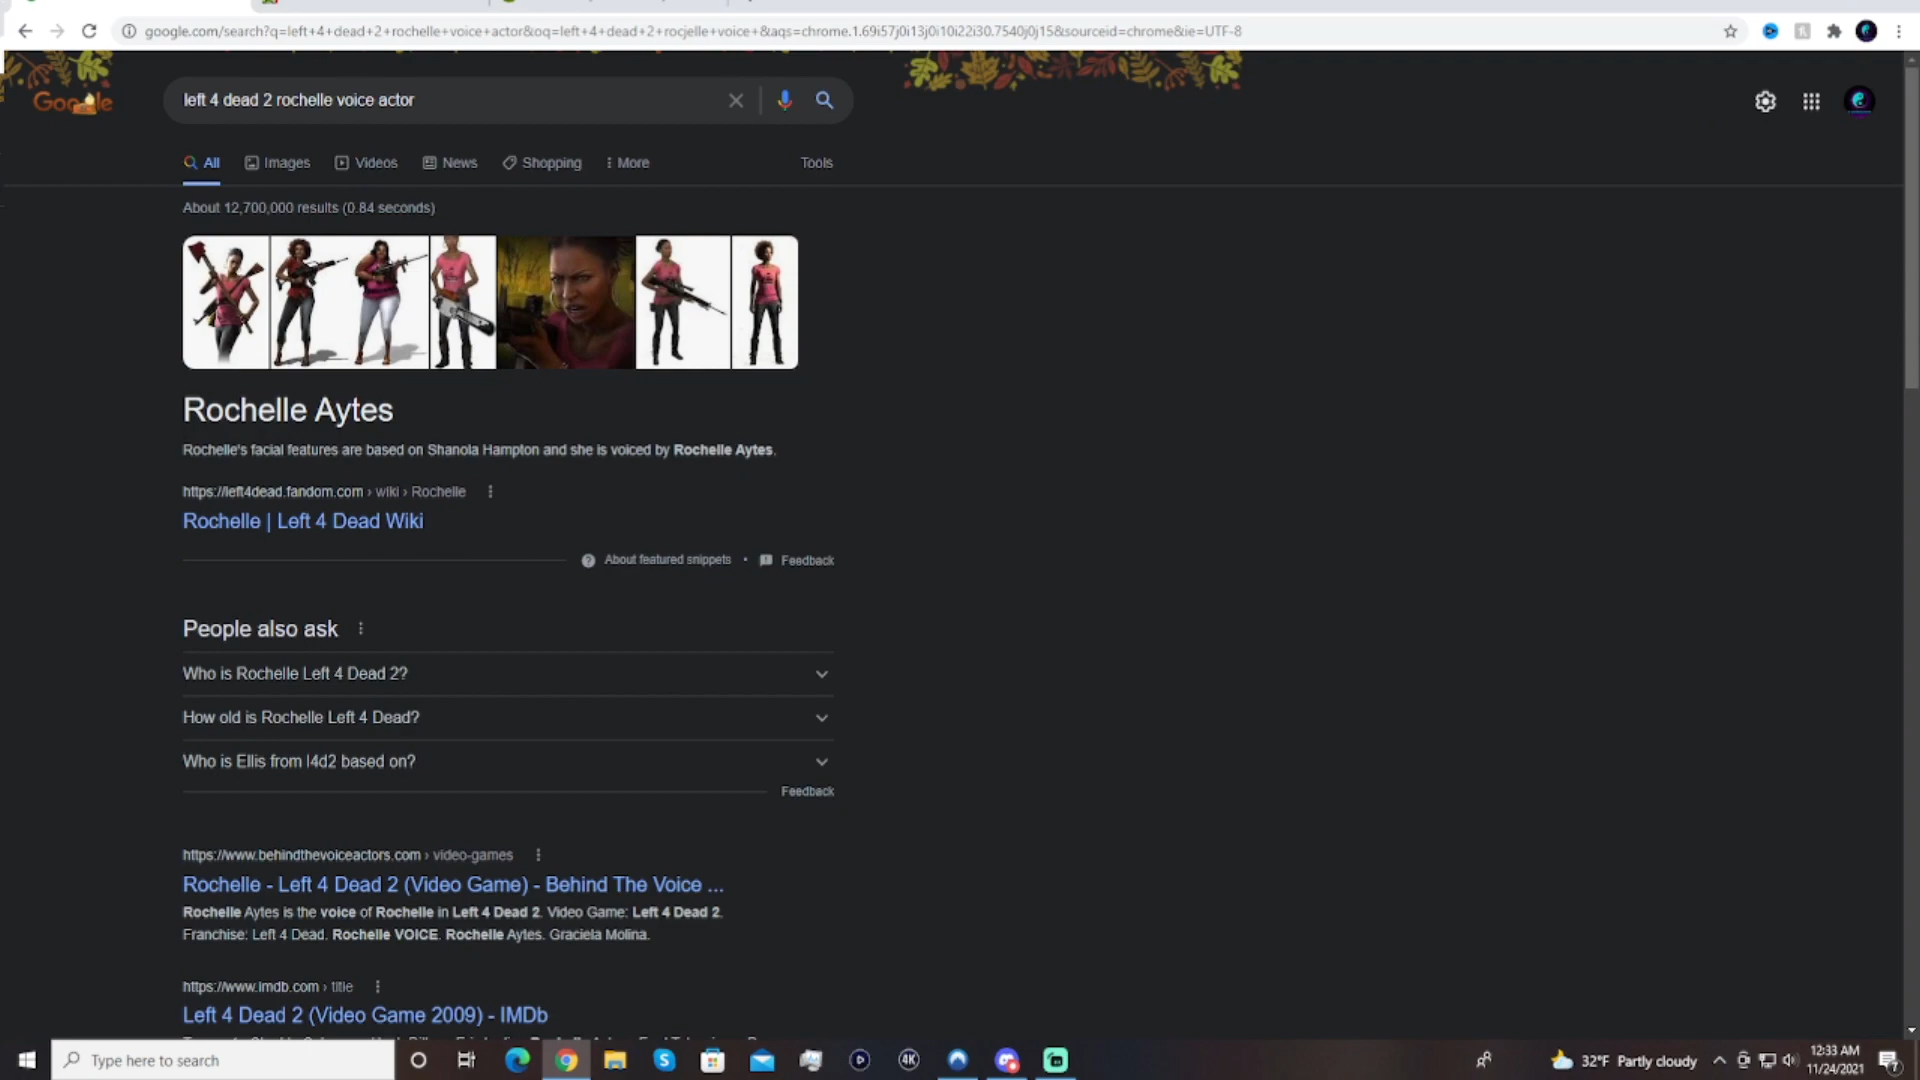 google.com/search?q=left+4+dead+2+rochelle+voice+actor&oq=left+4+dead+2+rocjelle+voice+&aqs=chrome.1.69i57j0i13j0i10i22i30.7540j0j15&sourceid=chrome&ie=UTF-8
Google
left 4 dead 2 rochelle voice actor
All Images Videos News Shopping More Tools
About 12,700,000 results (0.84 seconds)
Rochelle Aytes
Rochelle's facial features are based on Shanola Hampton and she is voiced by Rochelle Aytes.
https://left4dead.fandom.com › wiki › Rochelle
Rochelle | Left 4 Dead Wiki
About featured snippets • Feedback
People also ask
Who is Rochelle Left 4 Dead 2?
How old is Rochelle Left 4 Dead?
Who is Ellis from l4d2 based on?
Feedback
https://www.behindthevoiceactors.com › video-games
Rochelle - Left 4 Dead 2 (Video Game) - Behind The Voice ...
Rochelle Aytes is the voice of Rochelle in Left 4 Dead 2. Video Game: Left 4 Dead 2.
Franchise: Left 4 Dead. Rochelle VOICE. Rochelle Aytes. Graciela Molina.
https://www.imdb.com › title
Left 4 Dead 2 (Video Game 2009) - IMDb
Type here to search
4K
32°F Partly cloudy
12:33 AM
11/24/2021
7